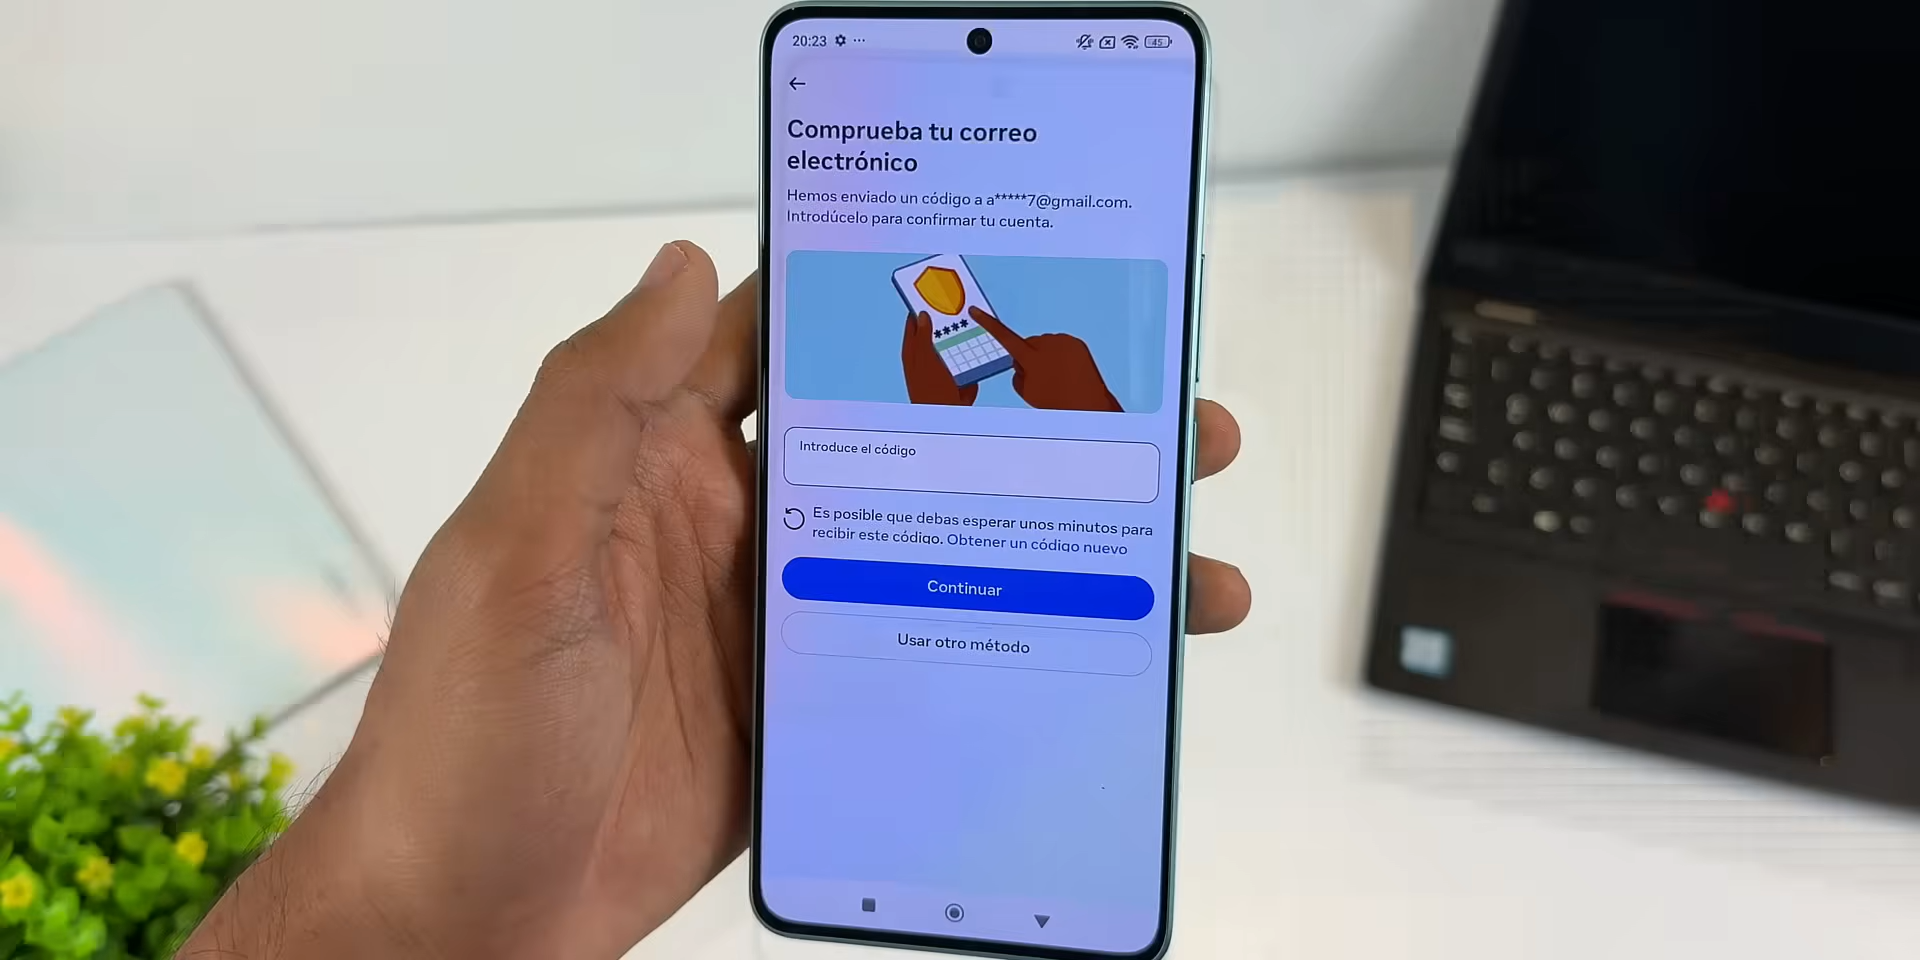 20:23
45
Comprueba tu correo
electrónico
Hemos enviado un código a a*****7@gmail.com.
Introdúcelo para confirmar tu cuenta.
****
Introduce el código
Es posible que debas esperar unos minutos para
recibir este código. Obtener un código nuevo
Continuar
Usar otro método